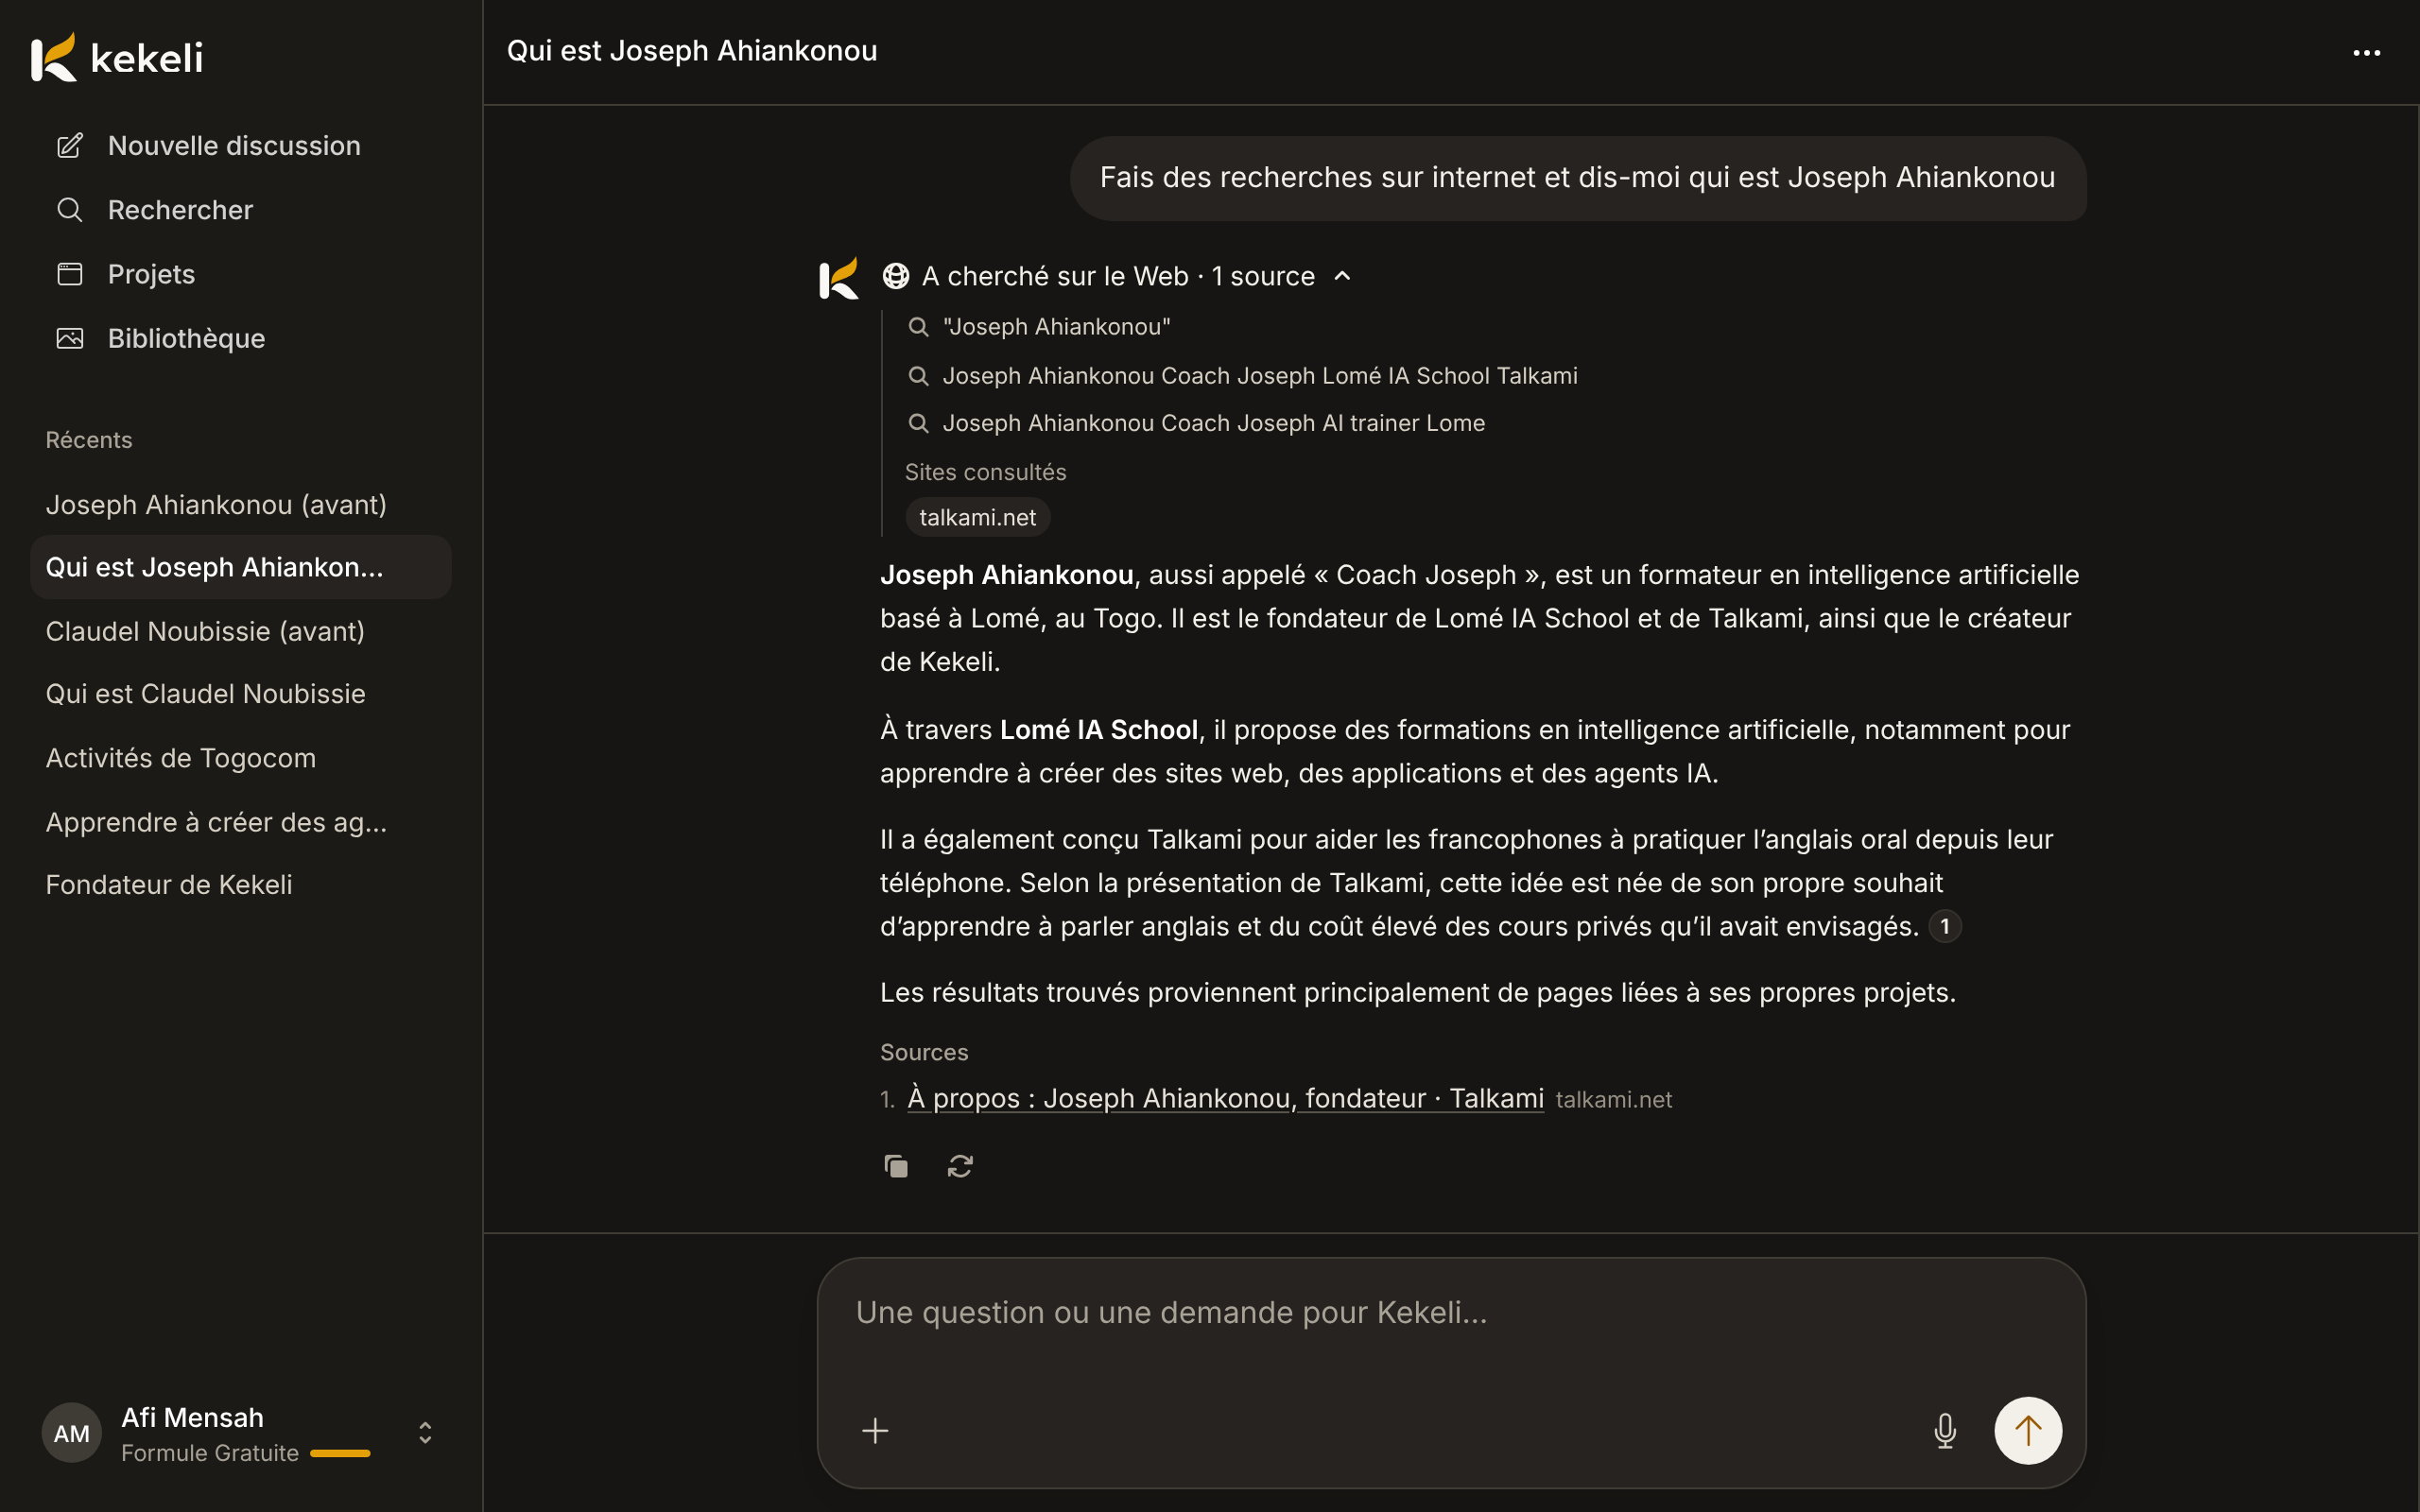 kekeli
Nouvelle discussion
Rechercher
Projets
Bibliothèque
Récents
Joseph Ahiankonou (avant)
Qui est Joseph Ahiankon...
Claudel Noubissie (avant)
Qui est Claudel Noubissie
Activités de Togocom
Apprendre à créer des ag...
Fondateur de Kekeli
AM
Afi Mensah
Formule Gratuite
Qui est Joseph Ahiankonou
Fais des recherches sur internet et dis-moi qui est Joseph Ahiankonou
A cherché sur le Web · 1 source
"Joseph Ahiankonou"
Joseph Ahiankonou Coach Joseph Lomé IA School Talkami
Joseph Ahiankonou Coach Joseph AI trainer Lome
Sites consultés
talkami.net
Joseph Ahiankonou, aussi appelé « Coach Joseph », est un formateur en intelligence artificielle
basé à Lomé, au Togo. Il est le fondateur de Lomé IA School et de Talkami, ainsi que le créateur
de Kekeli.
À travers Lomé IA School, il propose des formations en intelligence artificielle, notamment pour
apprendre à créer des sites web, des applications et des agents IA.
Il a également conçu Talkami pour aider les francophones à pratiquer l’anglais oral depuis leur
téléphone. Selon la présentation de Talkami, cette idée est née de son propre souhait
d’apprendre à parler anglais et du coût élevé des cours privés qu’il avait envisagés. 1
Les résultats trouvés proviennent principalement de pages liées à ses propres projets.
Sources
1. À propos : Joseph Ahiankonou, fondateur · Talkami talkami.net
Une question ou une demande pour Kekeli...